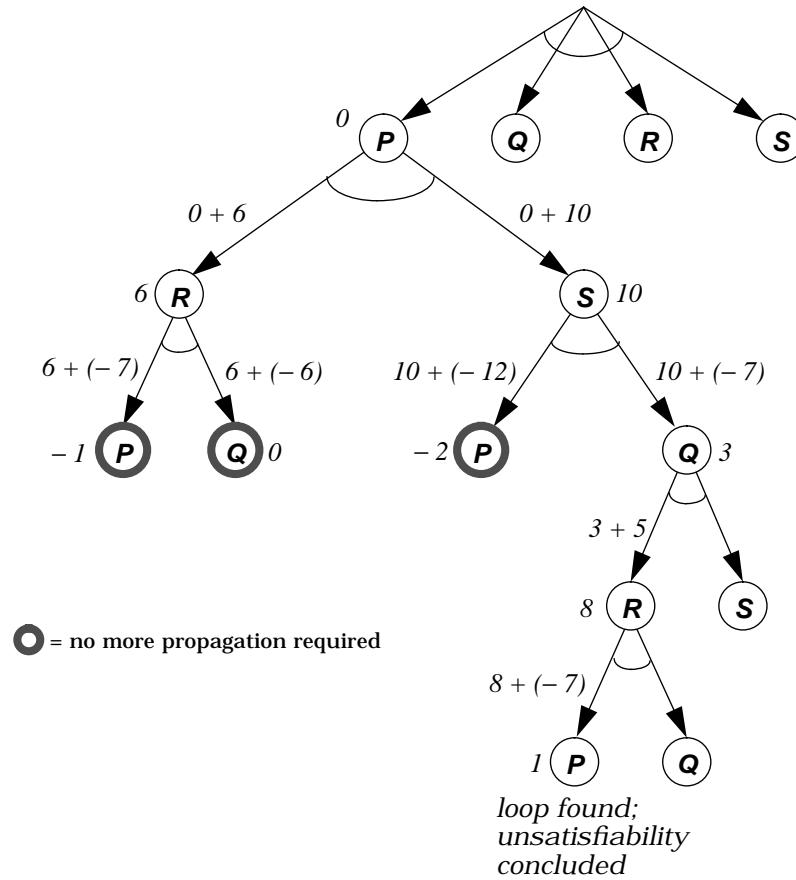 0
P
Q
R
S
0 + 6
0 + 10
6
R
S
10
6 + (– 7)
6 + (– 6)
10 + (– 12)
10 + (– 7)
– 1
P
Q
0
– 2
P
Q
3
3 + 5
8
R
S
= no more propagation required
8 + (– 7)
1
P
Q
loop found;
unsatisfiability
concluded